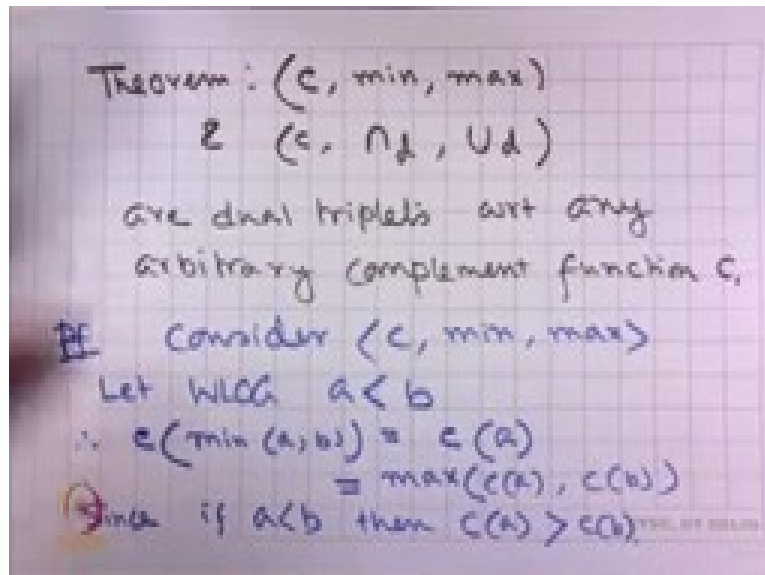 Theorem : (c, min, max)
& (c, ∩d, ∪d)
are dual triplets wrt any
arbitrary complement function c.
Pf Consider <c, min, max>
Let WLOG a < b
∴ c(min (a, b)) = c(a)
= max(c(a), c(b))
Since if a<b then c(a) > c(b)